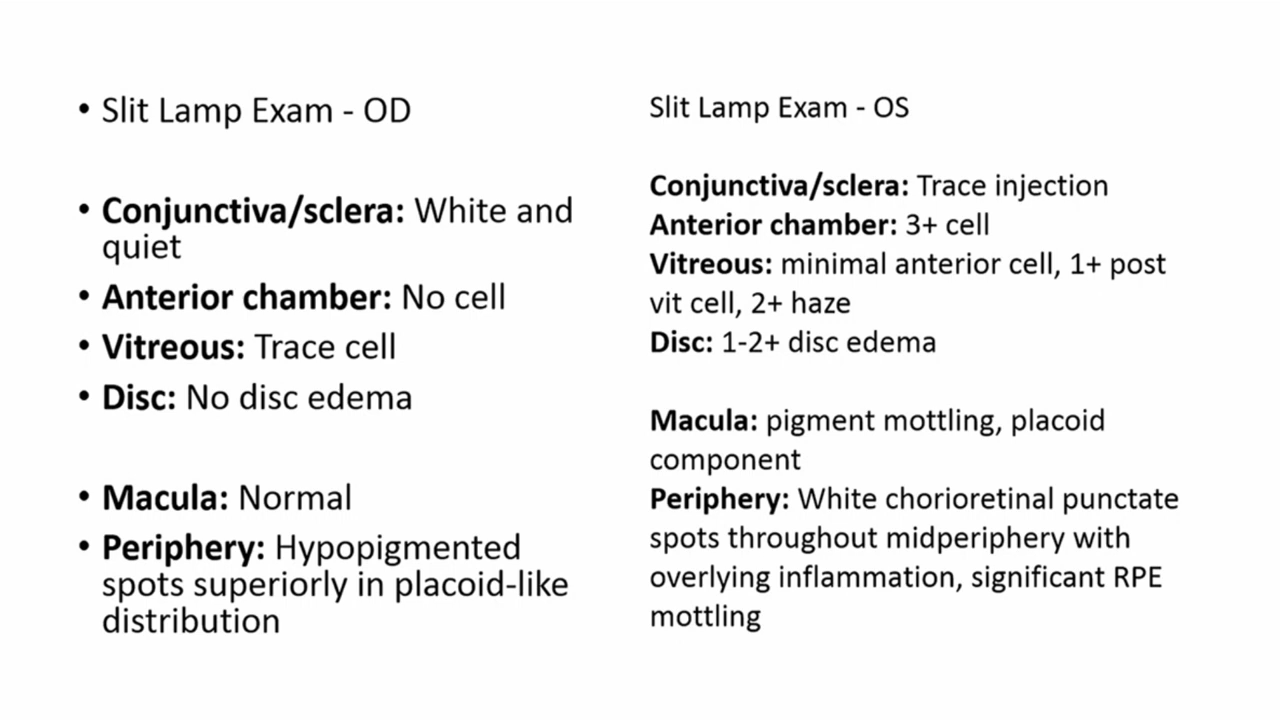 • Slit Lamp Exam - OD
• Conjunctiva/sclera: White and
quiet
• Anterior chamber: No cell
• Vitreous: Trace cell
• Disc: No disc edema
• Macula: Normal
• Periphery: Hypopigmented
spots superiorly in placoid-like
distribution
Slit Lamp Exam - OS
Conjunctiva/sclera: Trace injection
Anterior chamber: 3+ cell
Vitreous: minimal anterior cell, 1+ post
vit cell, 2+ haze
Disc: 1-2+ disc edema
Macula: pigment mottling, placoid
component
Periphery: White chorioretinal punctate
spots throughout midperiphery with
overlying inflammation, significant RPE
mottling